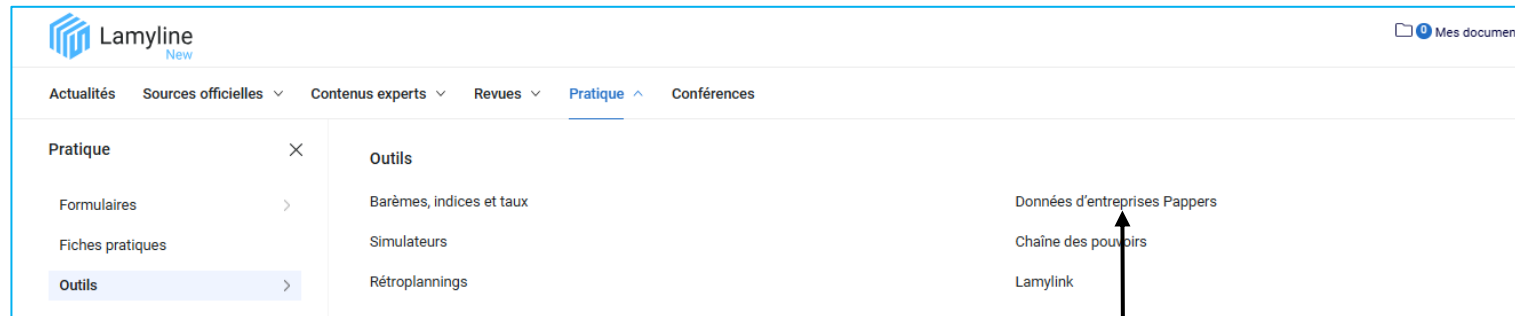 Lamyline
New
0 Mes documen
Actualités Sources officielles Contenus experts Revues Pratique Conférences
Pratique
Formulaires
Fiches pratiques
Outils
Outils
Barèmes, indices et taux
Simulateurs
Rétroplannings
Données d'entreprises Pappers
Chaîne des pouvoirs
Lamylink